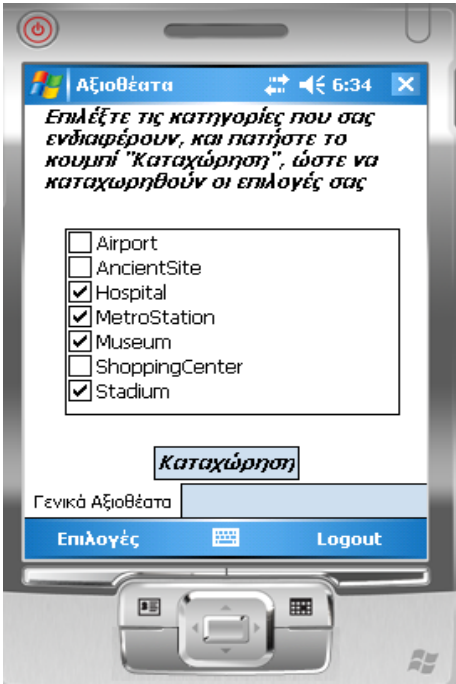 Αξιοθέατα 6:34
Επιλέξτε τις κατηγορίες που σας
ενδιαφέρουν, και πατήστε το
κουμπί "Καταχώρηση", ώστε να
καταχωρηθούν οι επιλογές σας
Airport
AncientSite
Hospital
MetroStation
Museum
ShoppingCenter
Stadium
Καταχώρηση
Γενικά Αξιοθέατα
Επιλογές Logout